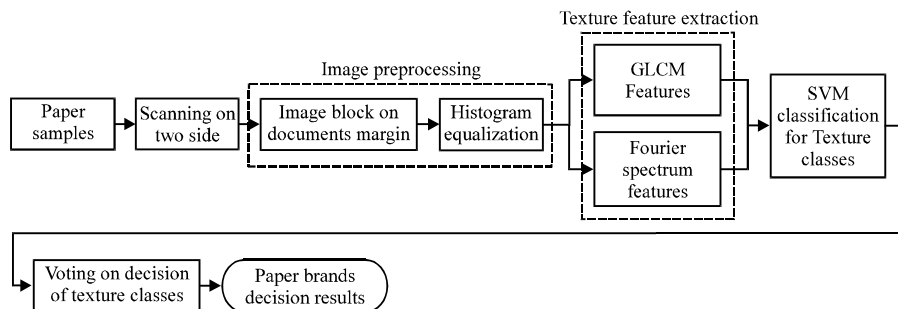 Texture feature extraction
Image preprocessing
Paper
samples
Scanning on
two side
Image block on
documents margin
Histogram
equalization
GLCM
Features
Fourier
spectrum
features
SVM
classification
for Texture
classes
Voting on decision
of texture classes
Paper brands
decision results